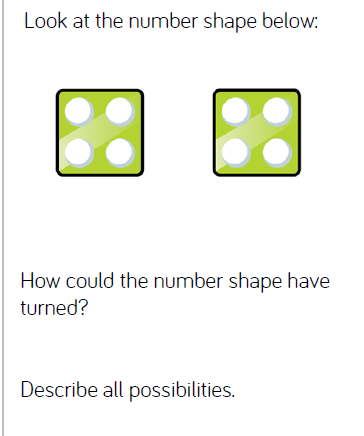 Look at the number shape below:
How could the number shape have
turned?
Describe all possibilities.